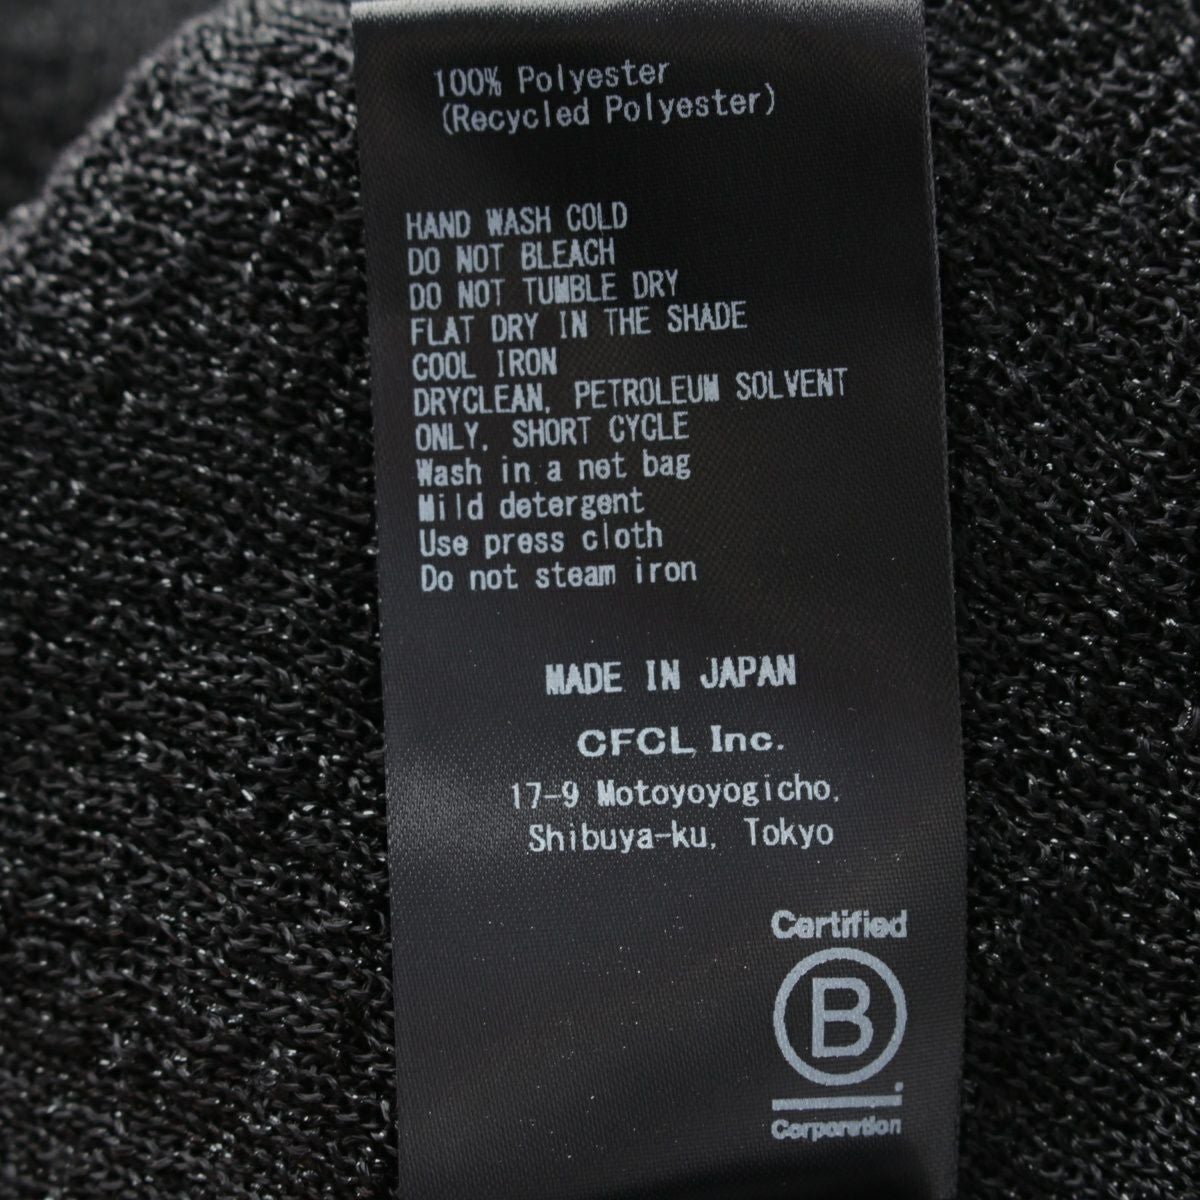 100% Polyester
(Recycled Polyester)
HAND WASH COLD
DO NOT BLEACH
DO NOT TUMBLE DRY
FLAT DRY IN THE SHADE
COOL IRON
DRYCLEAN, PETROLEUM SOLVENT
ONLY, SHORT CYCLE
Wash in a net bag
Mild detergent
Use press cloth
Do not steam iron
MADE IN JAPAN
CFCL Inc.
17-9 Motoyoyogicho,
Shibuya-ku, Tokyo
Certified
B
Corporation